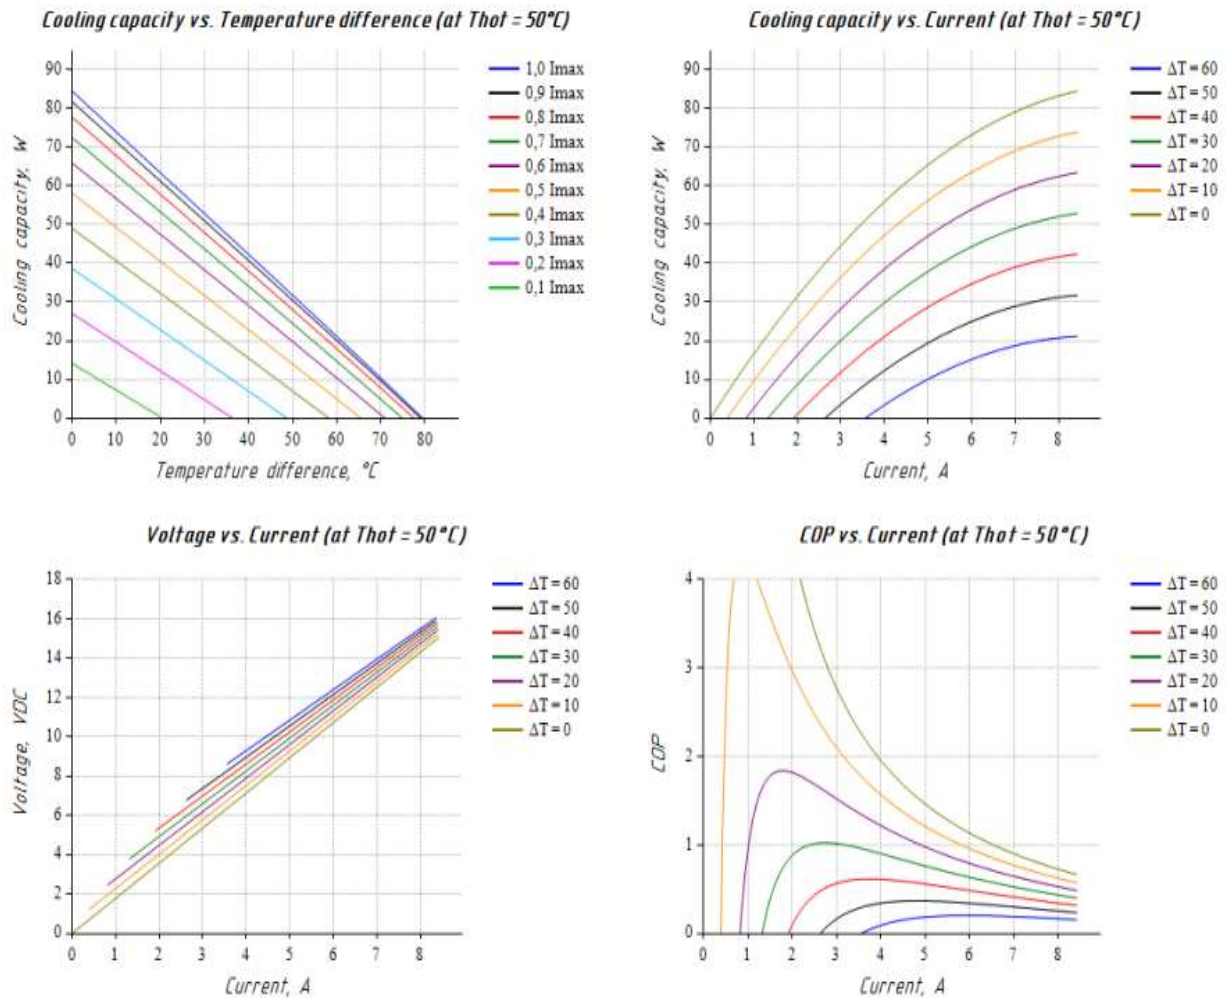 Cooling capacity vs. Temperature difference (at Thot = 50°C)
90
80
70
60
50
40
30
20
10
0
Cooling capacity, W
0 10 20 30 40 50 60 70 80
Temperature difference, °C
1,0 Imax
0,9 Imax
0,8 Imax
0,7 Imax
0,6 Imax
0,5 Imax
0,4 Imax
0,3 Imax
0,2 Imax
0,1 Imax
Cooling capacity vs. Current (at Thot = 50°C)
90
80
70
60
50
40
30
20
10
0
Cooling capacity, W
0 1 2 3 4 5 6 7 8
Current, A
ΔT = 60
ΔT = 50
ΔT = 40
ΔT = 30
ΔT = 20
ΔT = 10
ΔT = 0
Voltage vs. Current (at Thot = 50°C)
18
16
14
12
10
8
6
4
2
0
Voltage, VDC
0 1 2 3 4 5 6 7 8
Current, A
ΔT = 60
ΔT = 50
ΔT = 40
ΔT = 30
ΔT = 20
ΔT = 10
ΔT = 0
COP vs. Current (at Thot = 50°C)
4
3
2
1
0
COP
0 1 2 3 4 5 6 7 8
Current, A
ΔT = 60
ΔT = 50
ΔT = 40
ΔT = 30
ΔT = 20
ΔT = 10
ΔT = 0